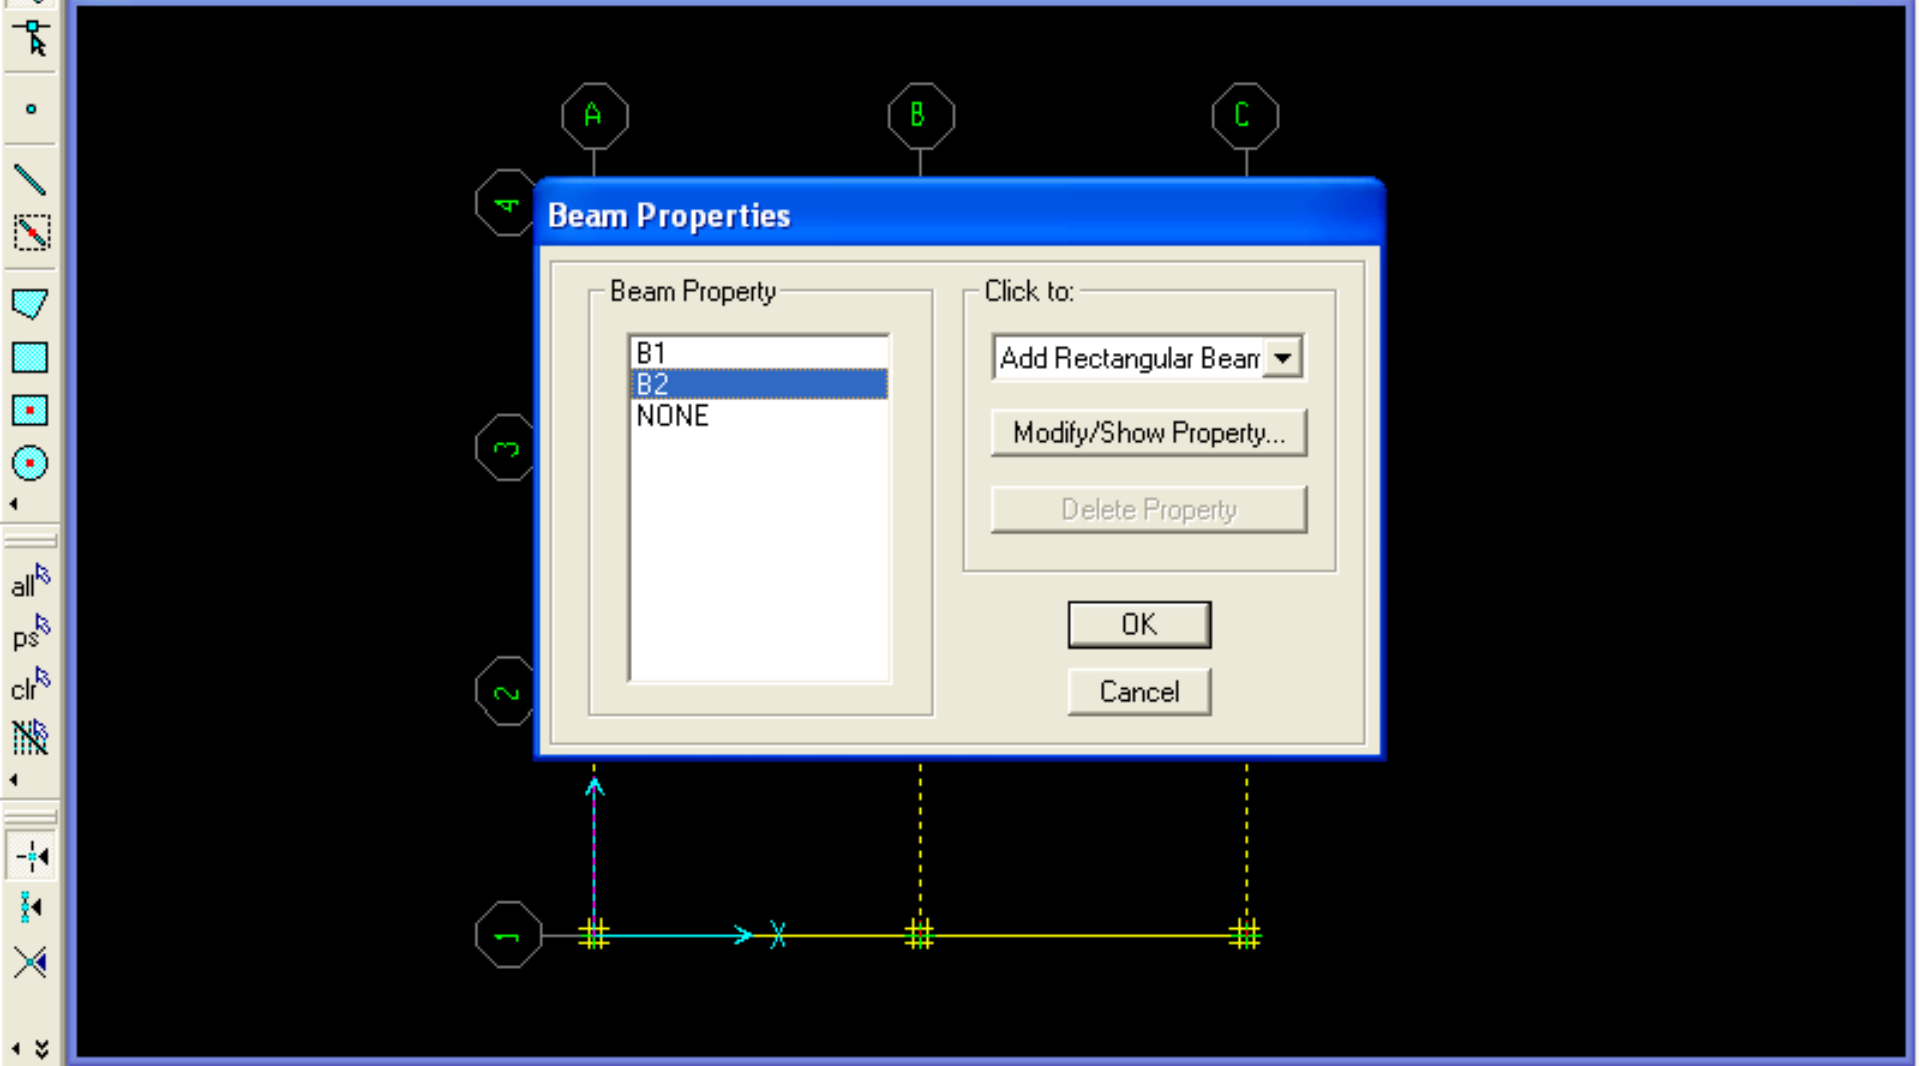 A
B
C
4
Beam Properties
Beam Property
B1
B2
NONE
Click to:
Add Rectangular Beam
Modify/Show Property...
Delete Property
OK
Cancel
3
2
1
X
all
ps
clr